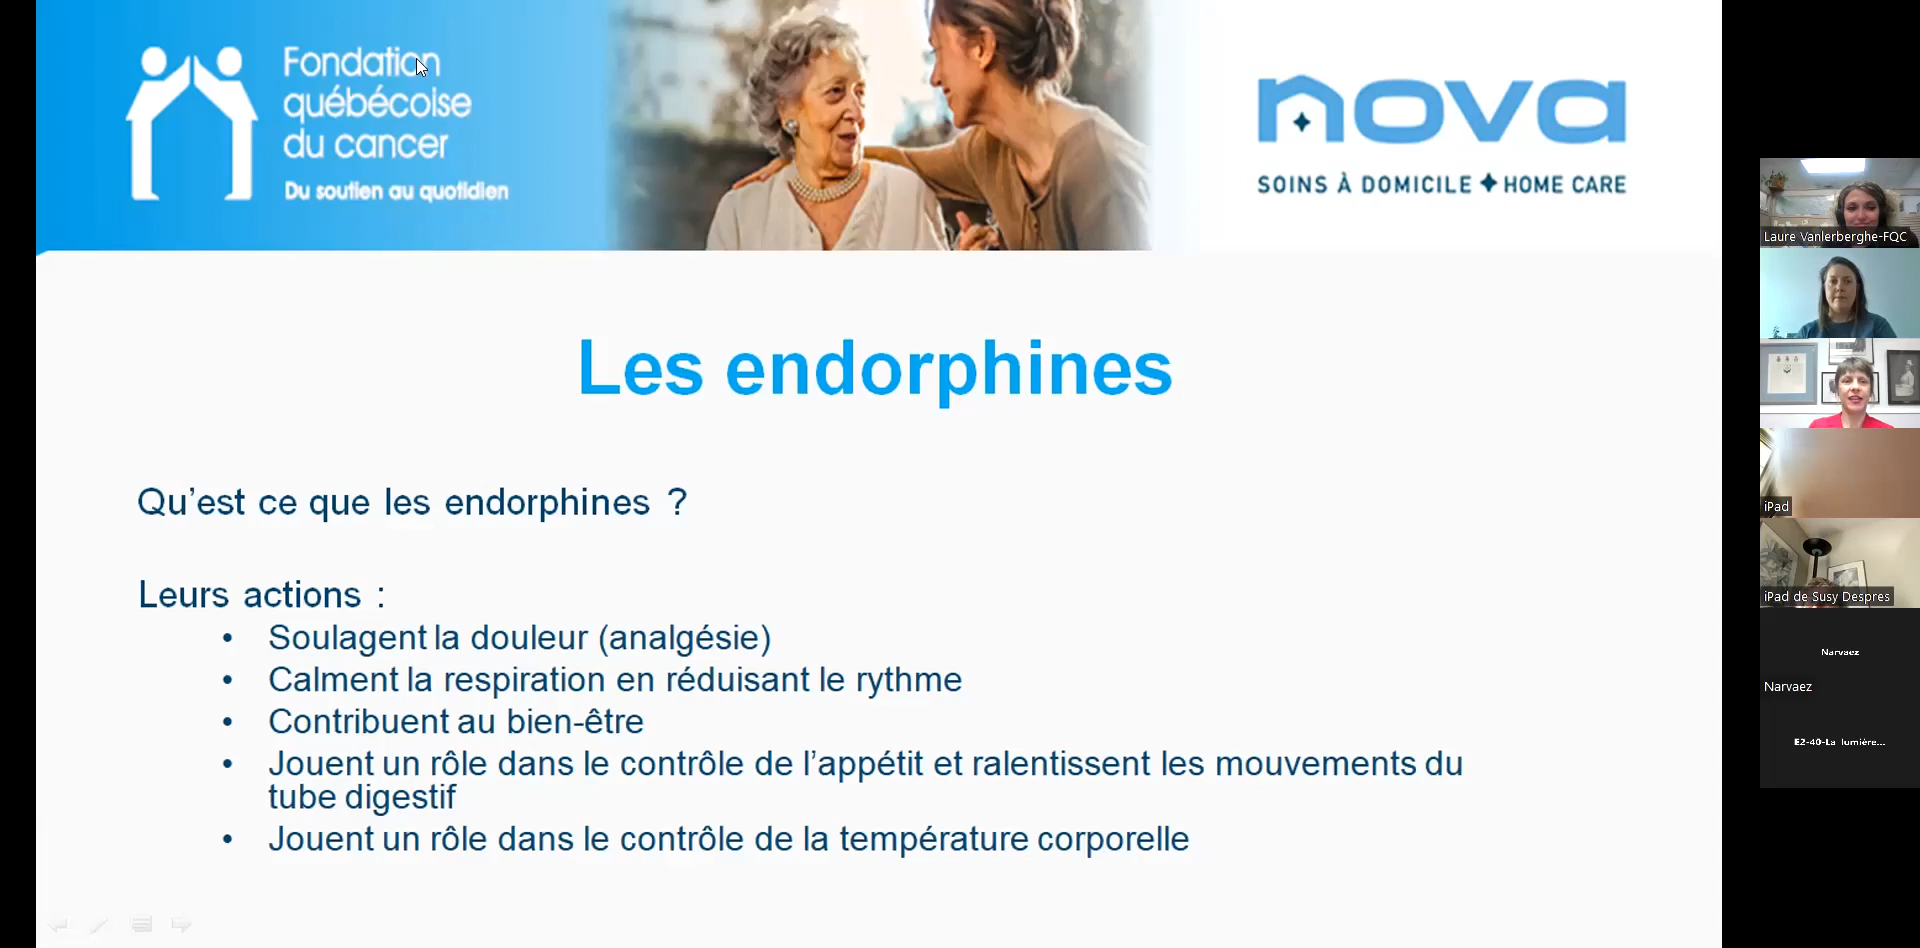 Fondation
québécoise
du cancer
Du soutien au quotidien
nova
SOINS À DOMICILE HOME CARE
Les endorphines
Qu’est ce que les endorphines ?
Leurs actions :
• Soulagent la douleur (analgésie)
• Calment la respiration en réduisant le rythme
• Contribuent au bien-être
• Jouent un rôle dans le contrôle de l’appétit et ralentissent les mouvements du
tube digestif
• Jouent un rôle dans le contrôle de la température corporelle
Laure Vanlerberghe-FQC
iPad
iPad de Susy Despres
Narvaez
Narvaez
E2-40-La lumière...